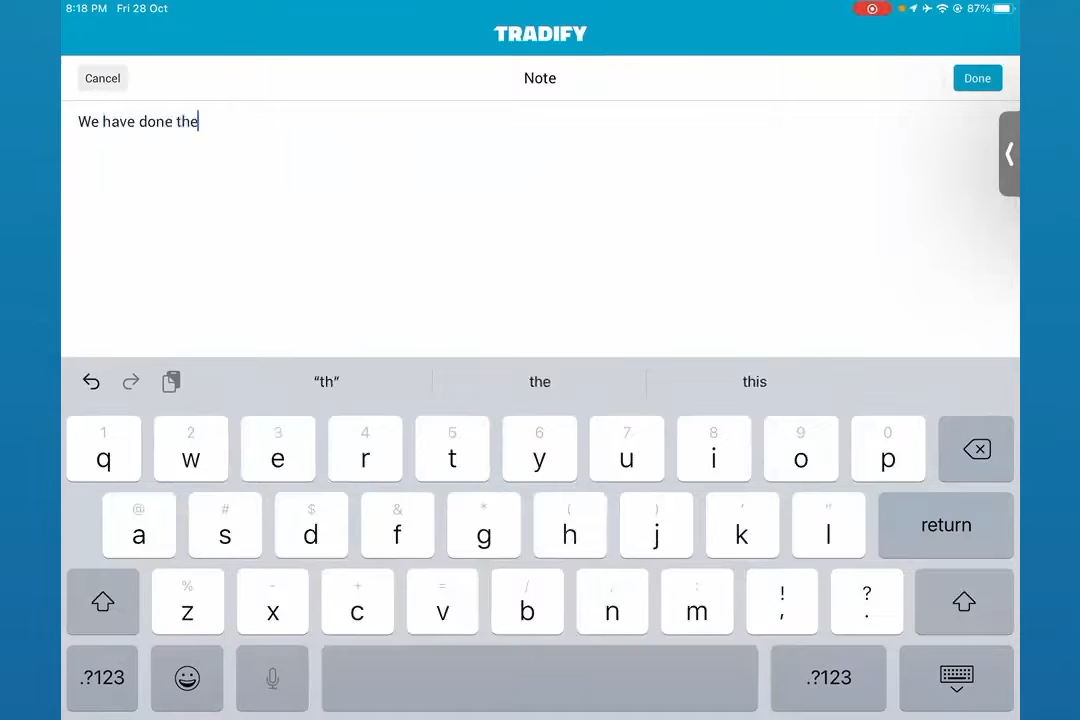 8:18 PM Fri 28 Oct 87%
TRADIFY
Cancel Note Done
We have done the
“th” the this
1 2 3 4 5 6 7 8 9 0
q w e r t y u i o p
@ # $ & * ( ) ' "
a s d f g h j k l return
% - + = / ; : ! ?
z x c v b n m , .
.?123 .?123